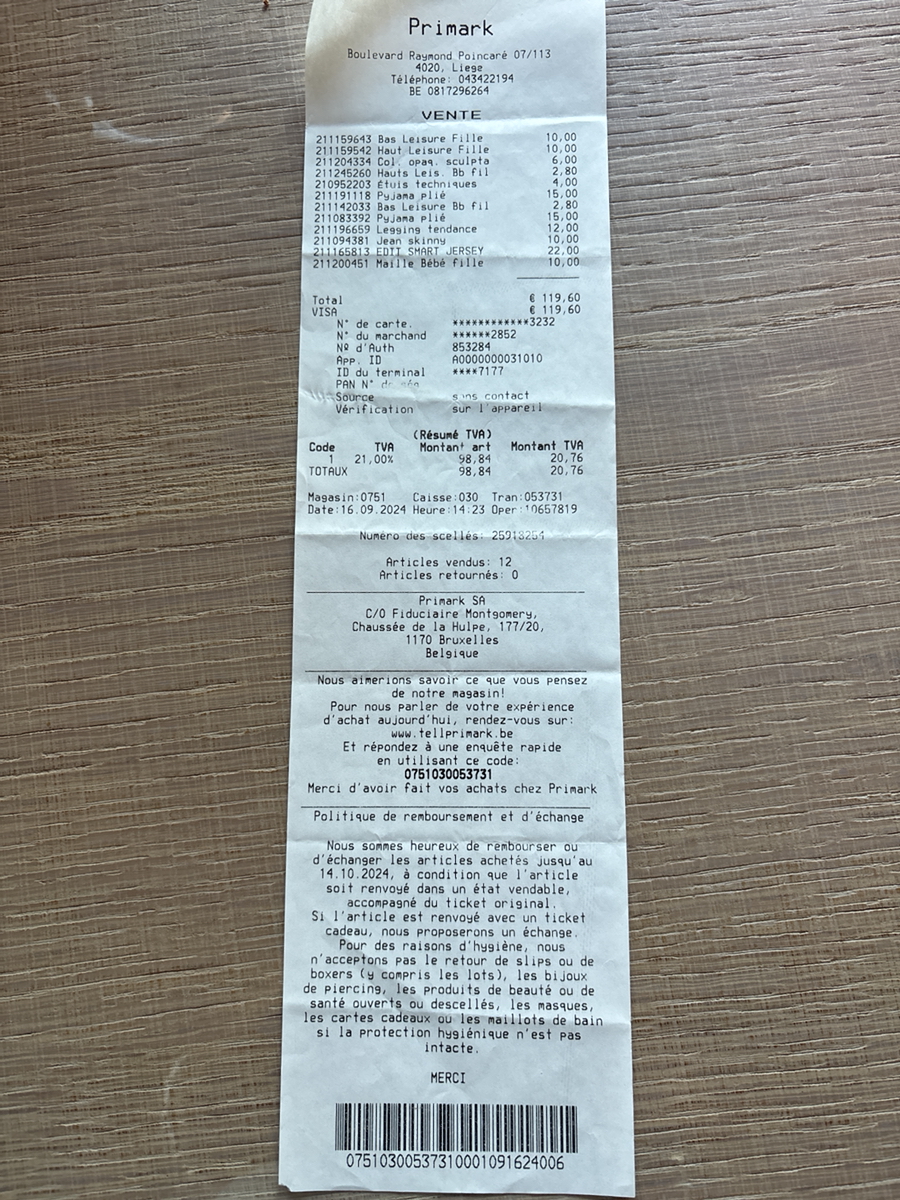 Primark
Boulevard Raymond Poincaré 07/113
4020, Liege
Téléphone: 043422194
BE 0817296264
VENTE
211159643 Bas Leisure Fille 10,00
211159542 Haut Leisure Fille 10,00
211204334 Col. opaq. sculpta 6,00
211245260 Hauts Leis. Bb fil 2,80
210952203 Étuis techniques 4,00
211191118 Pyjama plié 15,00
211142033 Bas Leisure Bb fil 2,80
211083392 Pyjama plié 15,00
211196659 Legging tendance 12,00
211094381 Jean skinny 10,00
211165813 EDIT SMART JERSEY 22,00
211200451 Maille Bébé fille 10,00
Total € 119,60
VISA € 119,60
N° de carte. ************3232
N° du marchand ******2852
Nº d'Auth 853284
App. ID A0000000031010
ID du terminal ****7177
PAN N° de
Source sans contact
Vérification sur l'appareil
(Résumé TVA)
Code TVA Montant art Montant TVA
1 21,00% 98,84 20,76
TOTAUX 98,84 20,76
Magasin:0751 Caisse:030 Tran:053731
Date:16.09.2024 Heure:14:23 Oper:10657819
Numéro des scellés: 25918254
Articles vendus: 12
Articles retournés: 0
Primark SA
C/O Fiduciaire Montgomery,
Chaussée de la Hulpe, 177/20,
1170 Bruxelles
Belgique
Nous aimerions savoir ce que vous pensez
de notre magasin!
Pour nous parler de votre expérience
d'achat aujourd'hui, rendez-vous sur:
www.tellprimark.be
Et répondez à une enquête rapide
en utilisant ce code:
0751030053731
Merci d'avoir fait vos achats chez Primark
Politique de remboursement et d'échange
Nous sommes heureux de rembourser ou
d'échanger les articles achetés jusqu'au
14.10.2024, à condition que l'article
soit renvoyé dans un état vendable,
accompagné du ticket original.
Si l'article est renvoyé avec un ticket
cadeau, nous proposerons un échange.
Pour des raisons d'hygiène, nous
n'acceptons pas le retour de slips ou de
boxers (y compris les lots), les bijoux
de piercing, les produits de beauté ou de
santé ouverts ou descellés, les masques,
les cartes cadeaux ou les maillots de bain
si la protection hygiénique n'est pas
intacte.
MERCI
075103005373100010916​24006